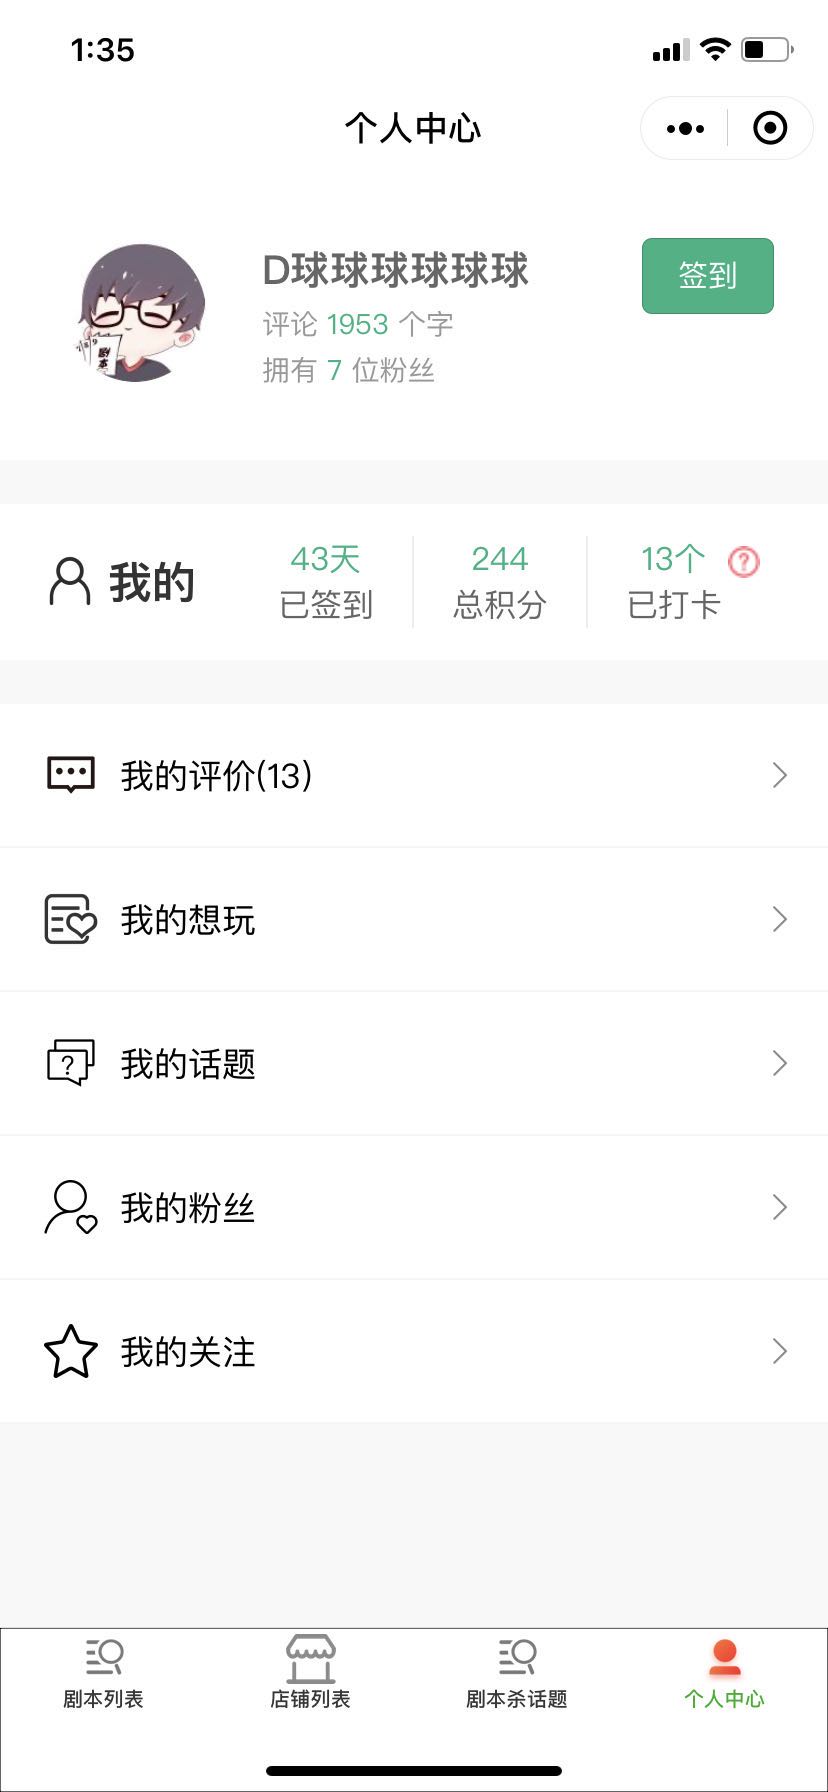 1:35
个人中心
D球球球球球球
签到
评论 1953 个字
拥有 7 位粉丝
剧本
我的
43天
244
13个
已签到
总积分
已打卡
我的评价(13)
我的想玩
我的话题
我的粉丝
我的关注
剧本列表
店铺列表
剧本杀话题
个人中心